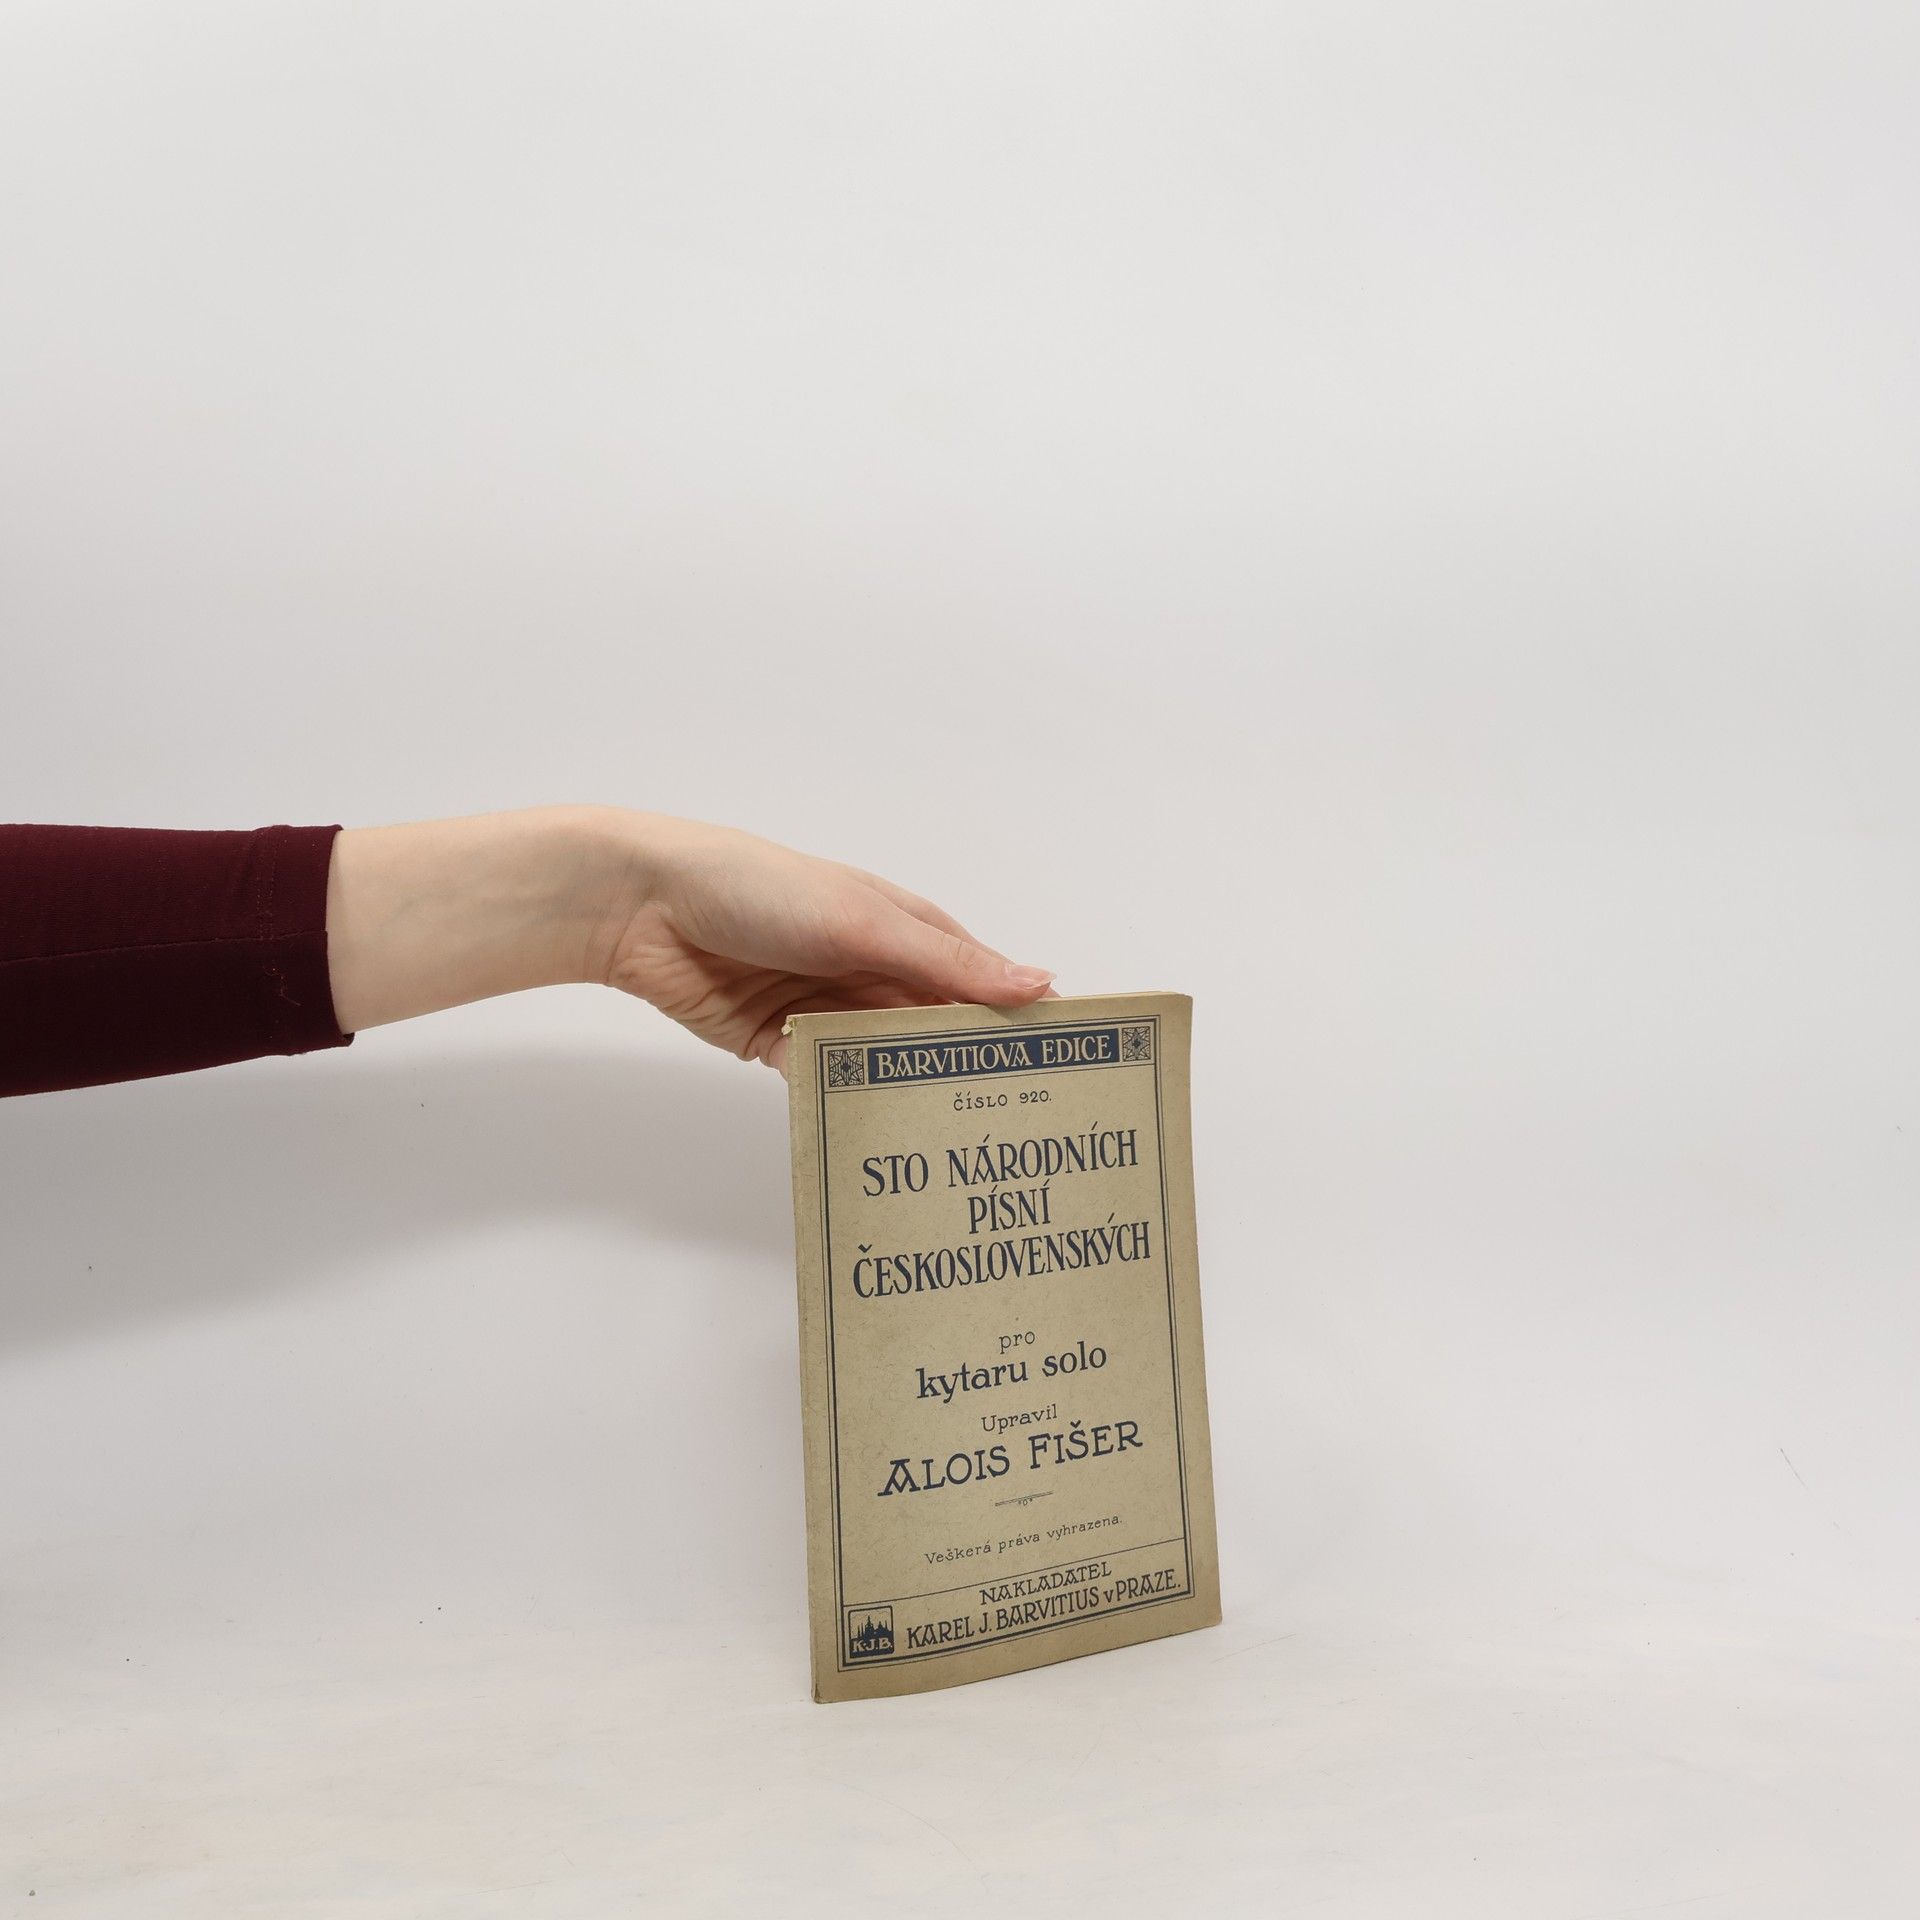 BARVITIOVA EDICE
ČÍSLO 920.
STO NÁRODNÍCH
PÍSNÍ
ČESKOSLOVENSKÝCH
pro
kytaru solo
Upravil
ALOIS FIŠER
Veškerá práva vyhrazena.
NAKLADATEL
KAREL J. BARVITIUS v PRAZE.
K.J.B.